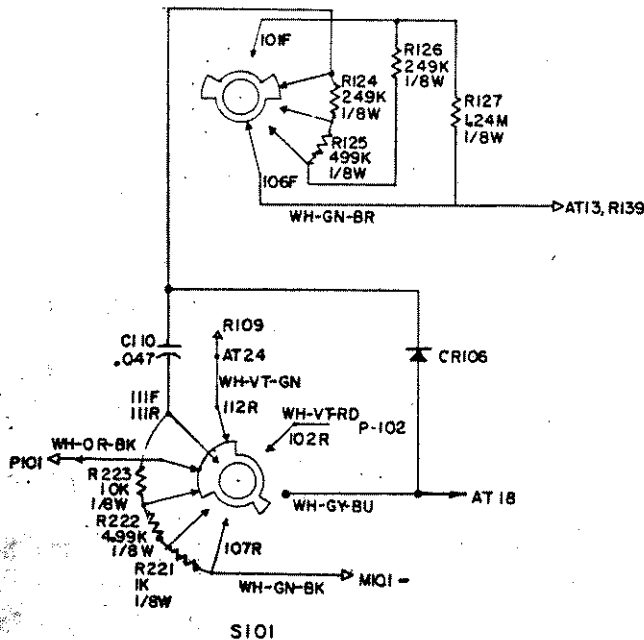 101F
R126
249K
1/8W
R124
249K
1/8W
R127
1.24M
1/8W
R125
499K
1/8W
106F
WH-GN-BR
AT13, R139
R109
C110
.047
AT24
CR106
WH-VT-GN
111F
111R
112R
WH-VT-RD
P-102
102R
WH-OR-BK
P101
R223
10K
1/8W
WH-GY-BU
AT18
R222
4.99K
1/8W
107R
R221
1K
1/8W
WH-GN-BK
M101 -
S101